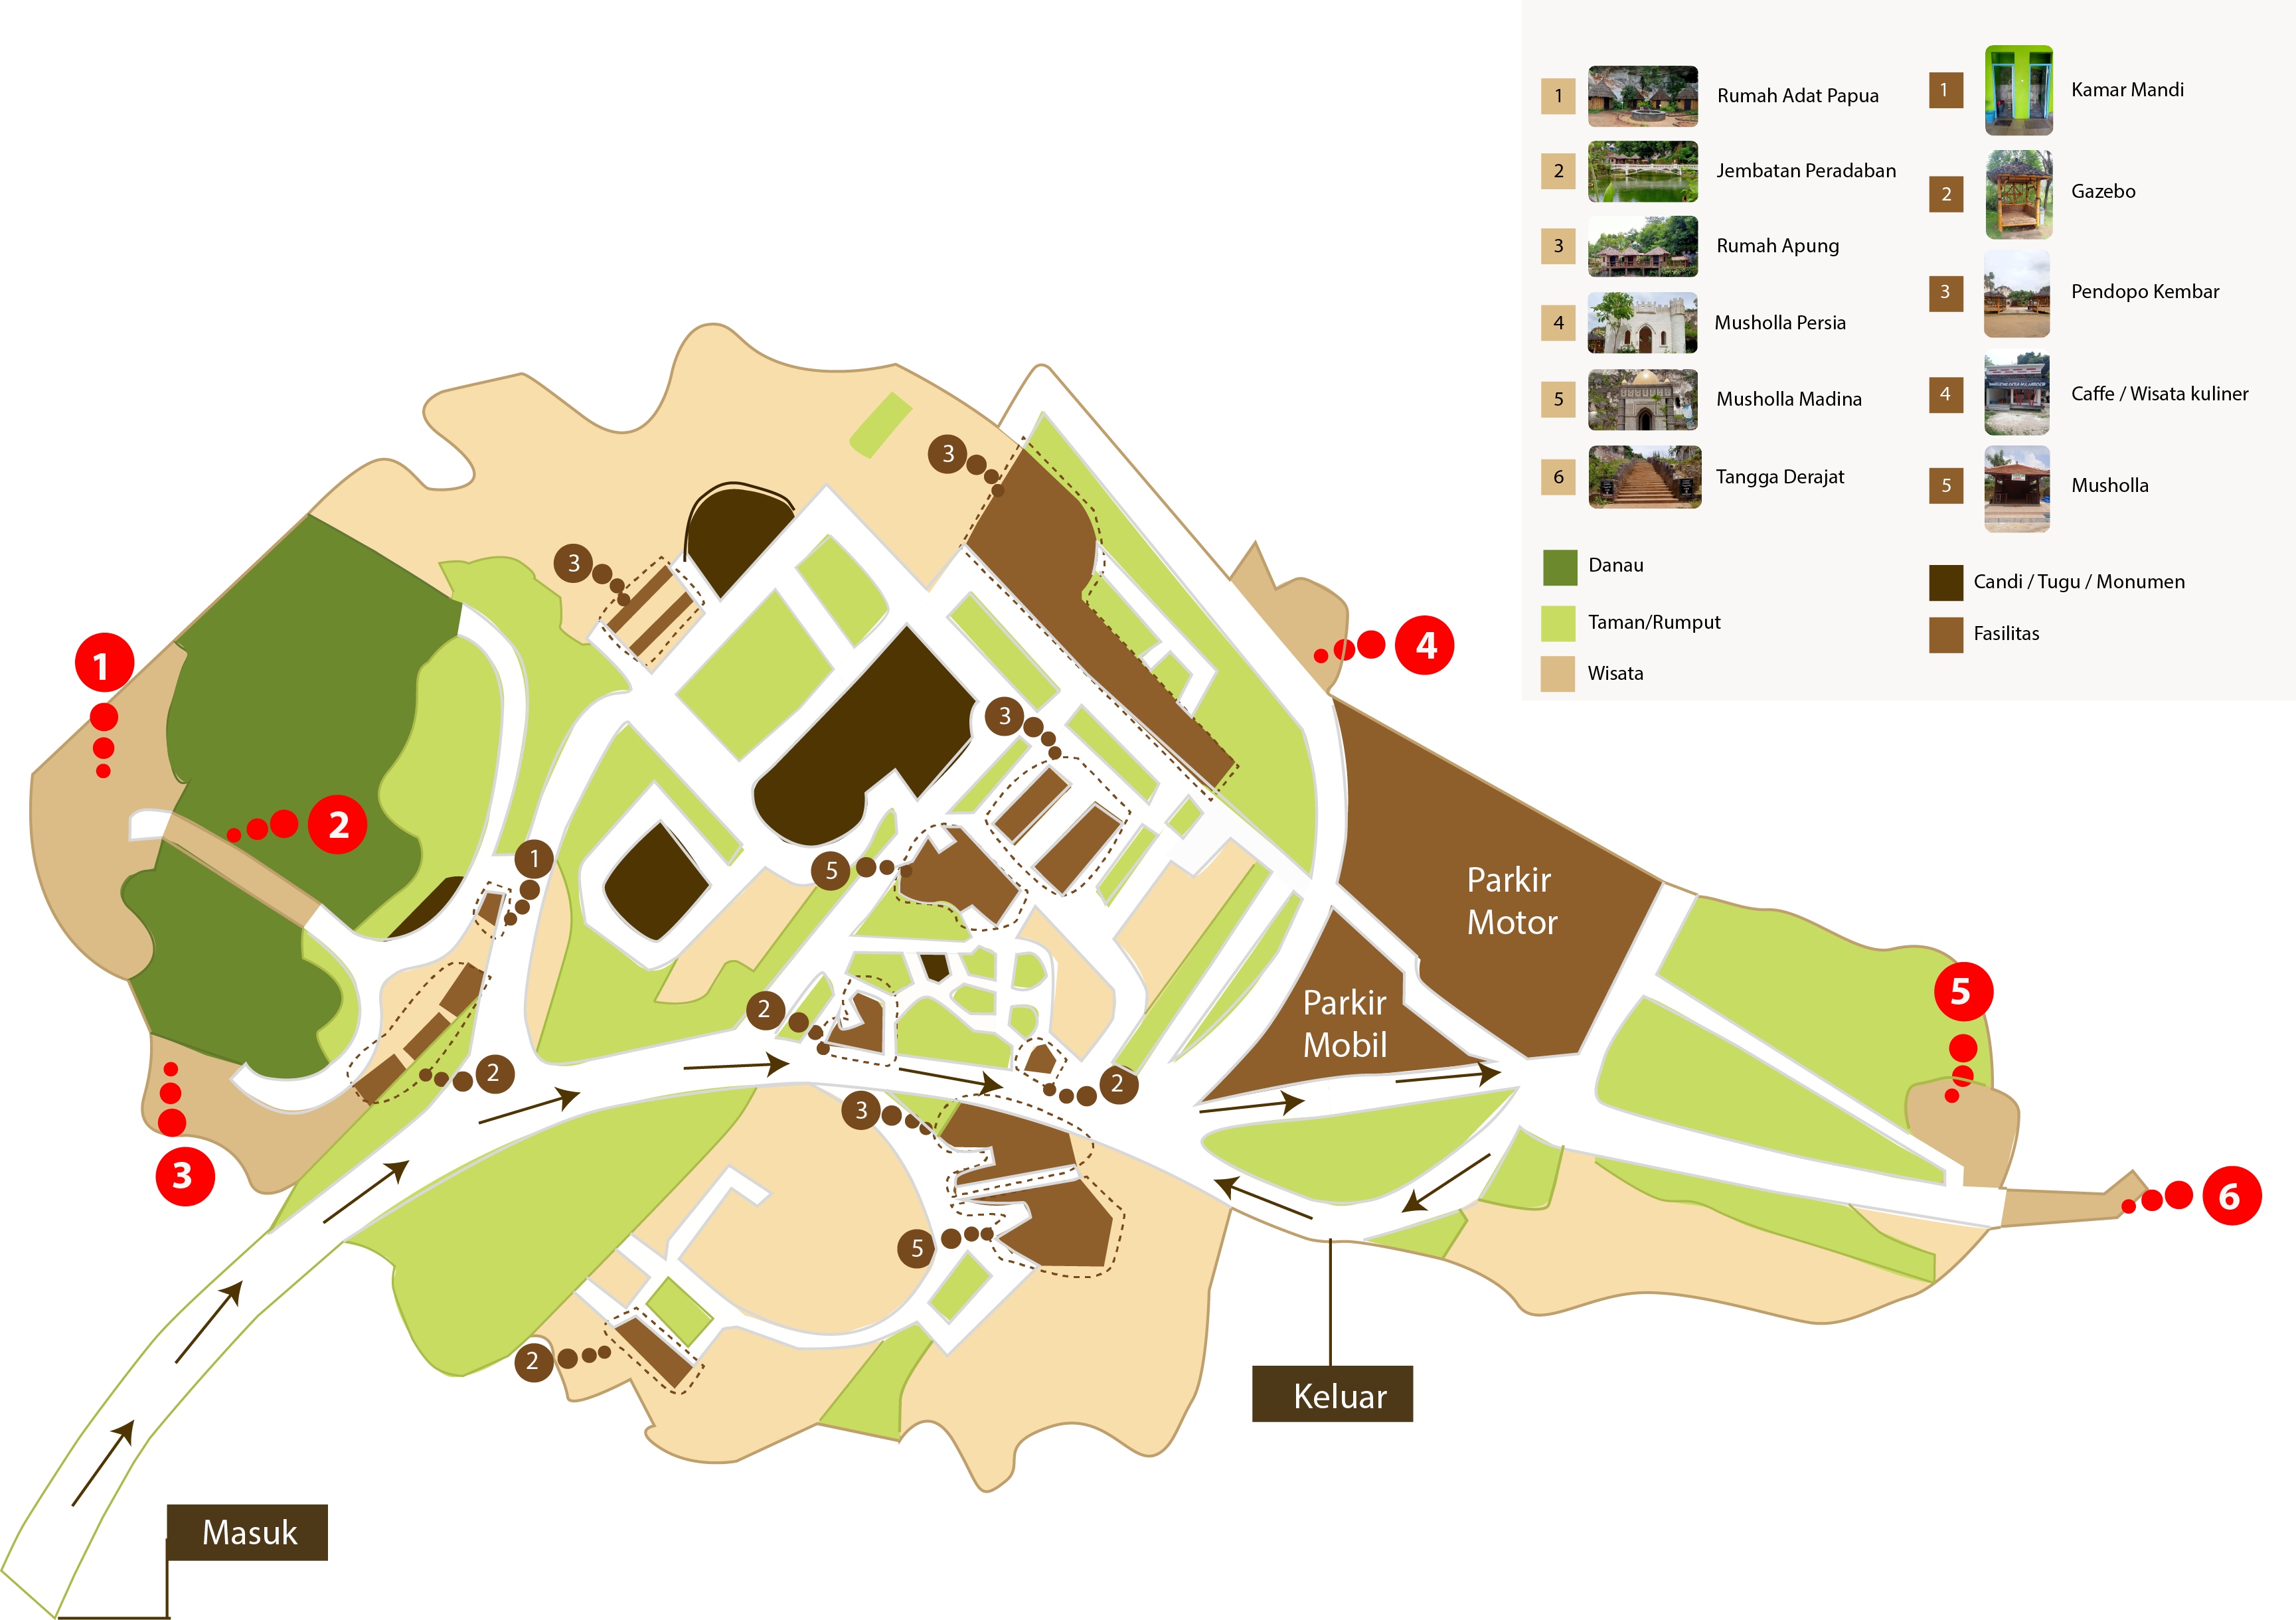 1 Rumah Adat Papua
2 Jembatan Peradaban
3 Rumah Apung
4 Musholla Persia
5 Musholla Madina
6 Tangga Derajat
Danau
Taman/Rumput
Wisata
1 Kamar Mandi
2 Gazebo
3 Pendopo Kembar
4 Caffe / Wisata kuliner
5 Musholla
Candi / Tugu / Monumen
Fasilitas
3
3
1
4
3
2
1
5
Parkir
Motor
5
2
Parkir
Mobil
2
2
3
3
6
5
2
Keluar
Masuk